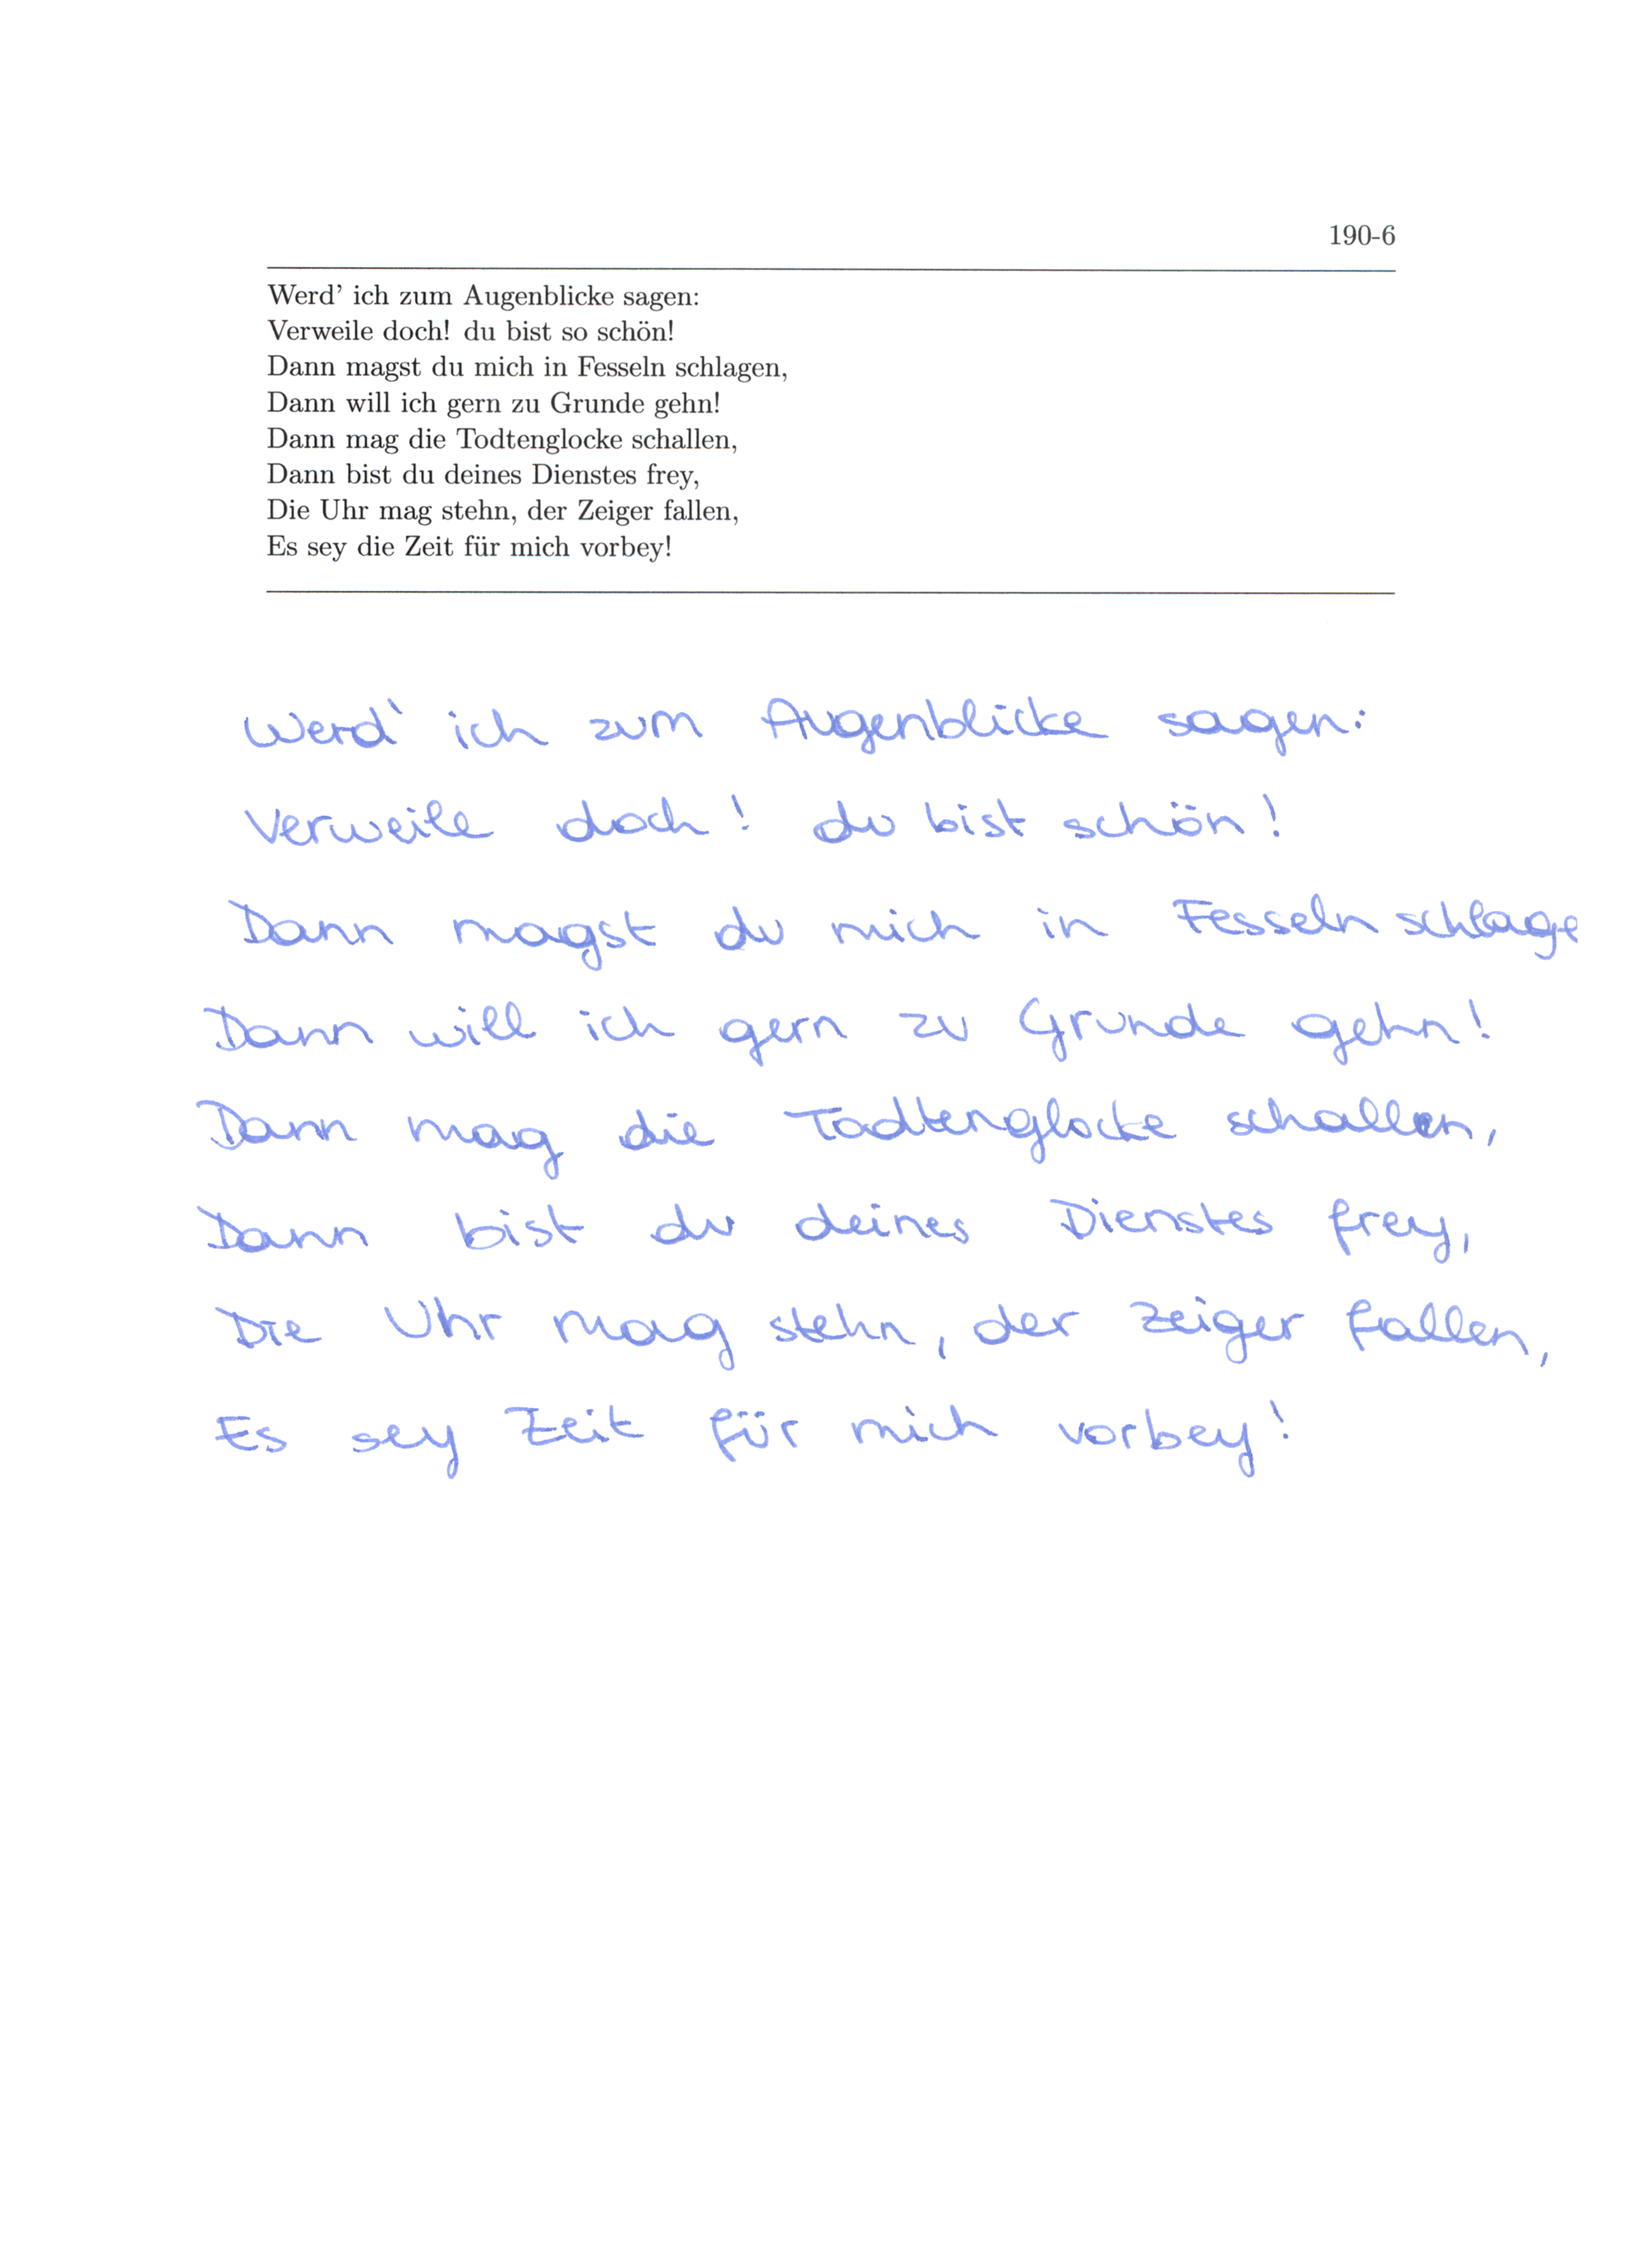 190-6
Werd' ich zum Augenblicke sagen:
Verweile doch! du bist so schön!
Dann magst du mich in Fesseln schlagen,
Dann will ich gern zu Grunde gehn!
Dann mag die Todtenglocke schallen,
Dann bist du deines Dienstes frey,
Die Uhr mag stehn, der Zeiger fallen,
Es sey die Zeit für mich vorbey!
Werd' ich zum Augenblicke sagen:
Verweile doch! du bist schön!
Dann magst du mich in Fesseln schlage
Dann will ich gern zu Grunde gehn!
Dann mag die Todtenglocke schallen,
Dann bist du deines Dienstes frey,
Die Uhr mag stehn, der Zeiger fallen,
Es sey Zeit für mich vorbey!